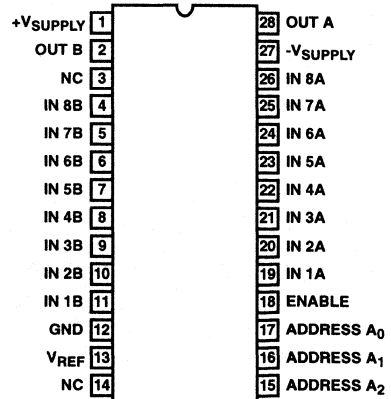 +VSUPPLY 1 28 OUT A
OUT B 2 27 -VSUPPLY
NC 3 26 IN 8A
IN 8B 4 25 IN 7A
IN 7B 5 24 IN 6A
IN 6B 6 23 IN 5A
IN 5B 7 22 IN 4A
IN 4B 8 21 IN 3A
IN 3B 9 20 IN 2A
IN 2B 10 19 IN 1A
IN 1B 11 18 ENABLE
GND 12 17 ADDRESS A0
VREF 13 16 ADDRESS A1
NC 14 15 ADDRESS A2